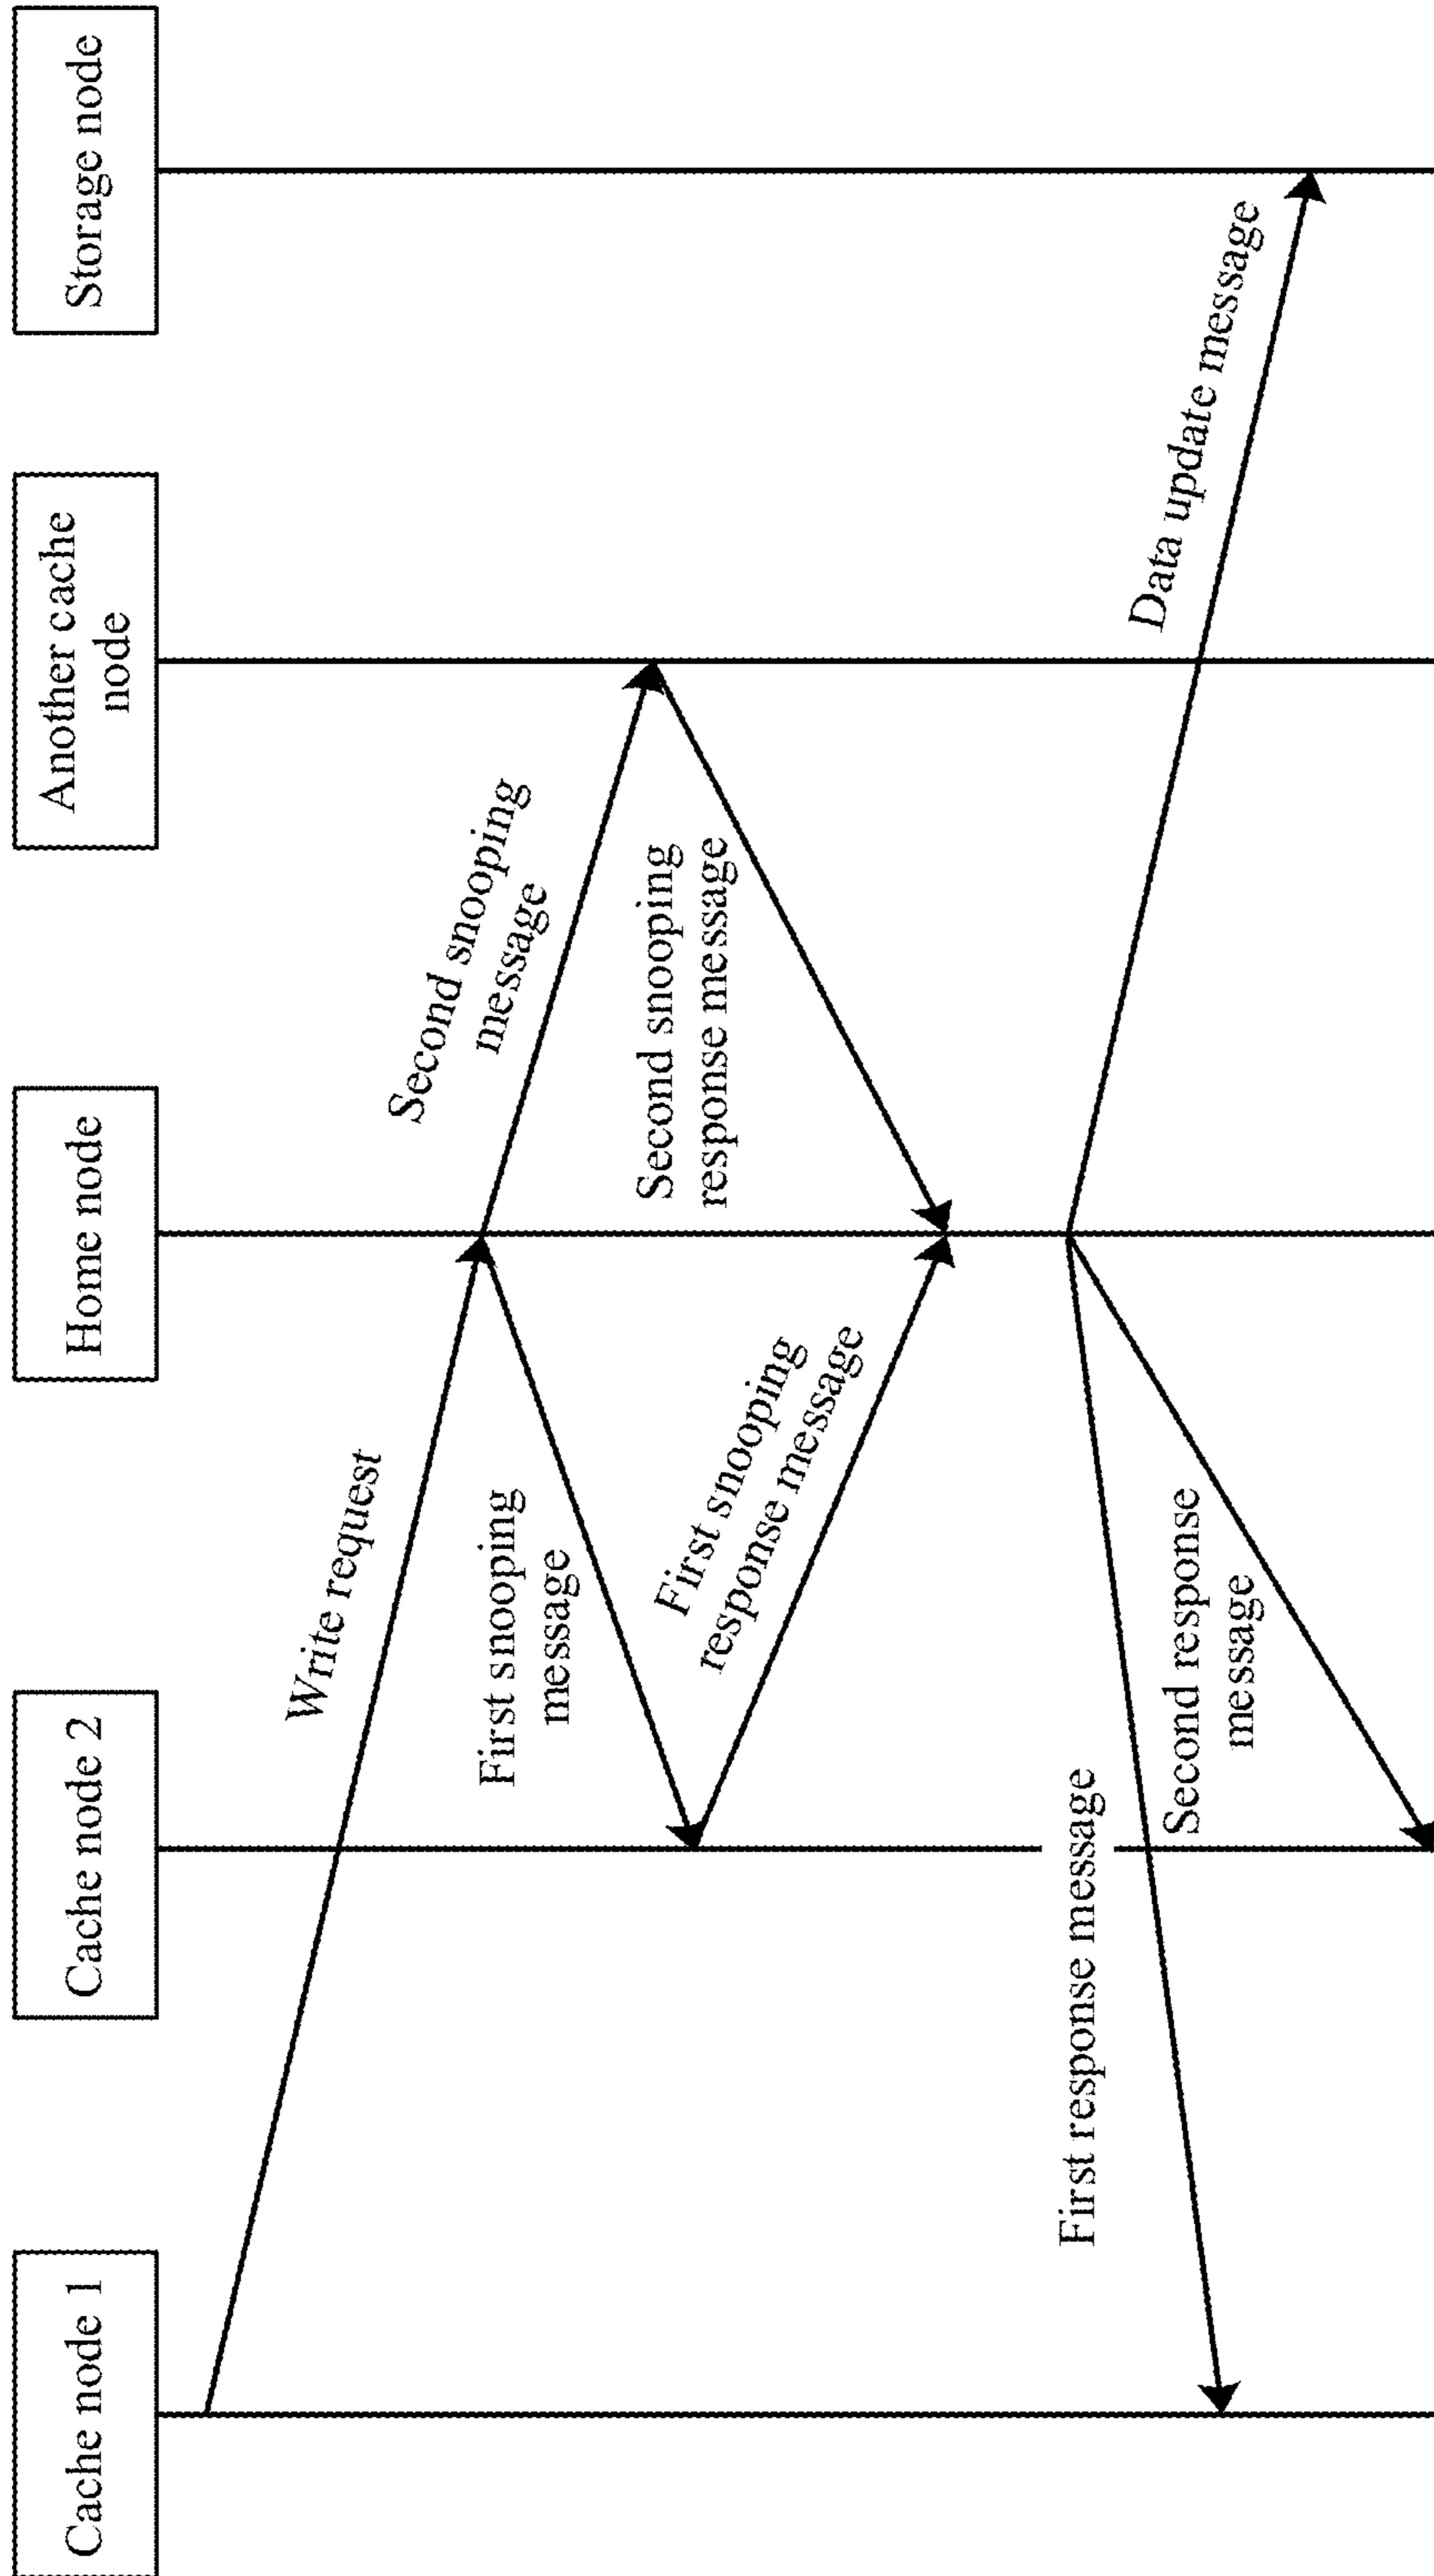 Cache node 1
Cache node 2
Home node
Another cache
node
Storage node
Write request
First snooping
message
Second snooping
message
First snooping
response message
Second snooping
response message
First response message
Second response
message
Data update message